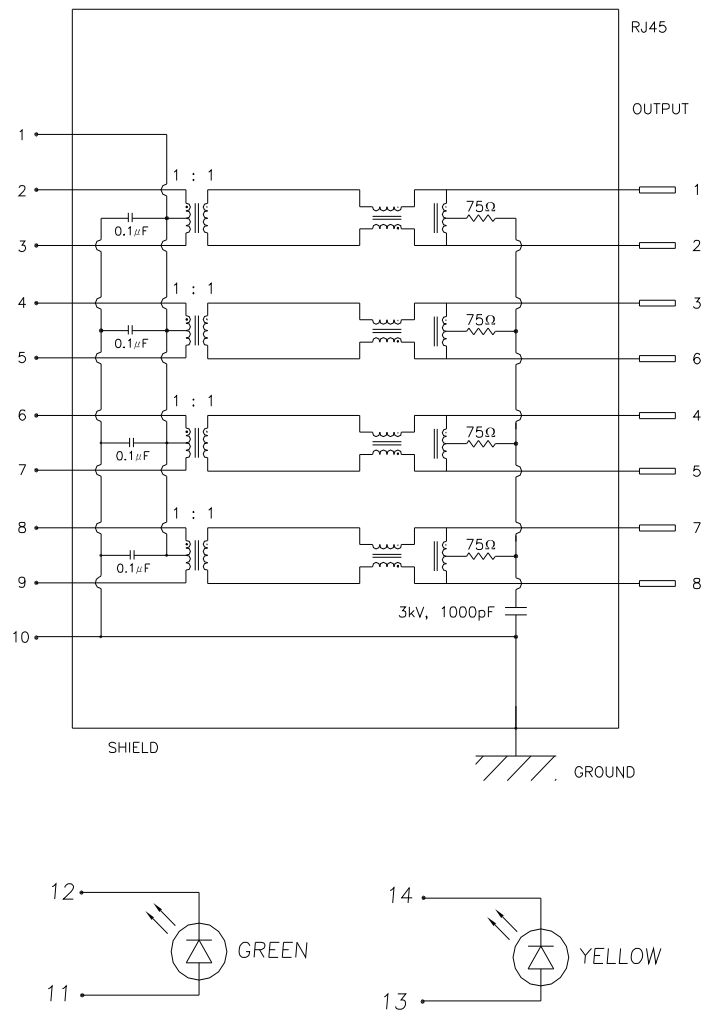 RJ45
OUTPUT
1
1 : 1
2
1
75Ω
0.1µF
3
2
1 : 1
4
3
75Ω
0.1µF
5
6
1 : 1
6
4
75Ω
0.1µF
7
5
1 : 1
8
7
75Ω
0.1µF
9
8
3kV, 1000pF
10
SHIELD
GROUND
12
14
GREEN
YELLOW
11
13